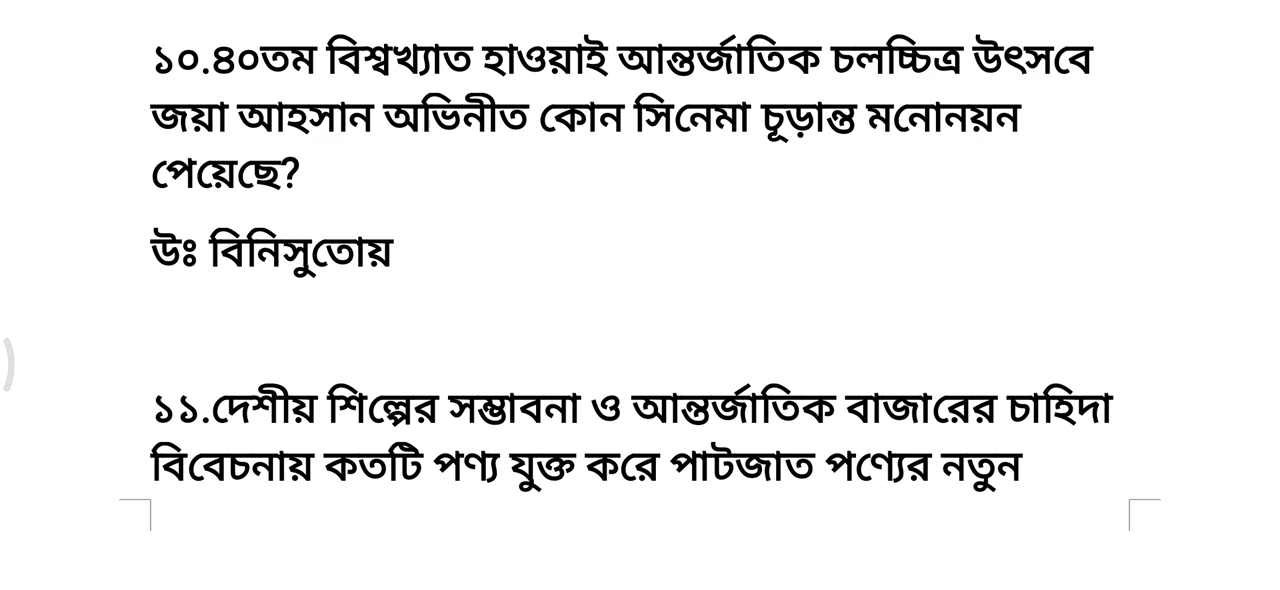 ১০.৪০তম বিশ্বখ্যাত হাওয়াই আন্তর্জাতিক চলচ্চিত্র উৎসবে
জয়া আহসান অভিনীত কোন সিনেমা চূড়ান্ত মনোনয়ন
পেয়েছে?
উঃ বিনিসুতোয়
১১.দেশীয় শিল্পের সম্ভাবনা ও আন্তর্জাতিক বাজারের চাহিদা
বিবেচনায় কতটি পণ্য যুক্ত করে পাটজাত পণ্যের নতুন